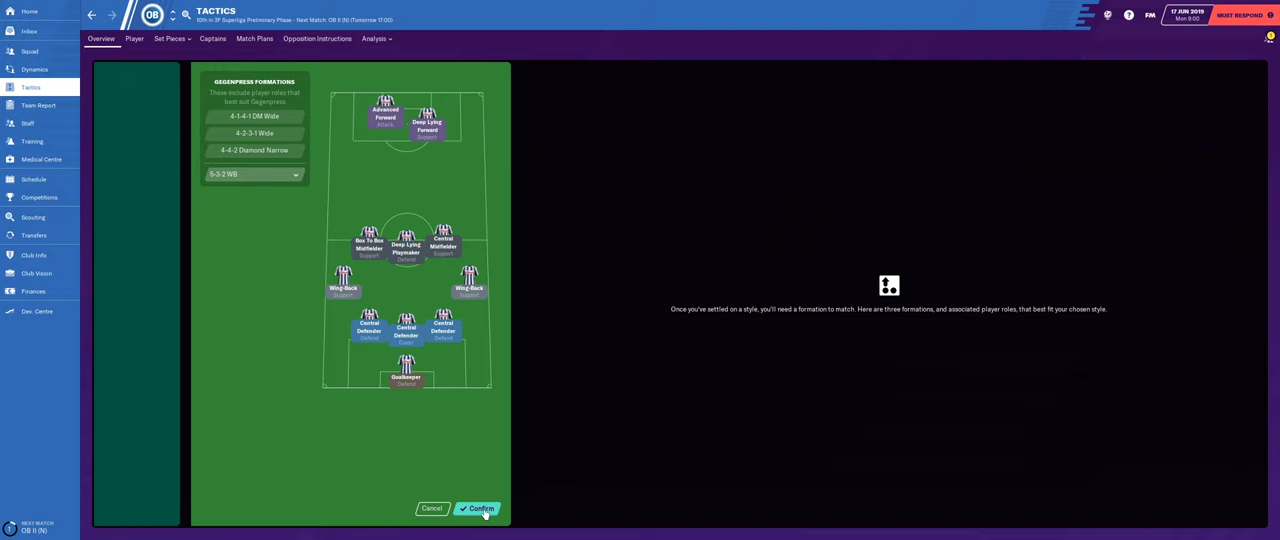 Home
Inbox
Squad
Dynamics
Tactics
Team Report
Staff
Training
Medical Centre
Schedule
Competitions
Scouting
Transfers
Club Info
Club Vision
Finances
Dev. Centre
1
NEXT MATCH
OB II (N)
OB
TACTICS
10th in 3F Superliga Preliminary Phase - Next Match: OB II (N) (Tomorrow 17:00)
FM
17 JUN 2019
Mon 9:00
MUST RESPOND
1
Overview
Player
Set Pieces
Captains
Match Plans
Opposition Instructions
Analysis
GEGENPRESS FORMATIONS
These include player roles that
best suit Gegenpress
4-1-4-1 DM Wide
4-2-3-1 Wide
4-4-2 Diamond Narrow
5-3-2 WB
Advanced
Forward
Attack
Deep Lying
Forward
Support
Box To Box
Midfielder
Support
Deep Lying
Playmaker
Defend
Central
Midfielder
Support
Wing-Back
Support
Wing-Back
Support
Central
Defender
Defend
Central
Defender
Cover
Central
Defender
Defend
Goalkeeper
Defend
Cancel
Confirm
Once you've settled on a style, you'll need a formation to match. Here are three formations, and associated player roles, that best fit your chosen style.